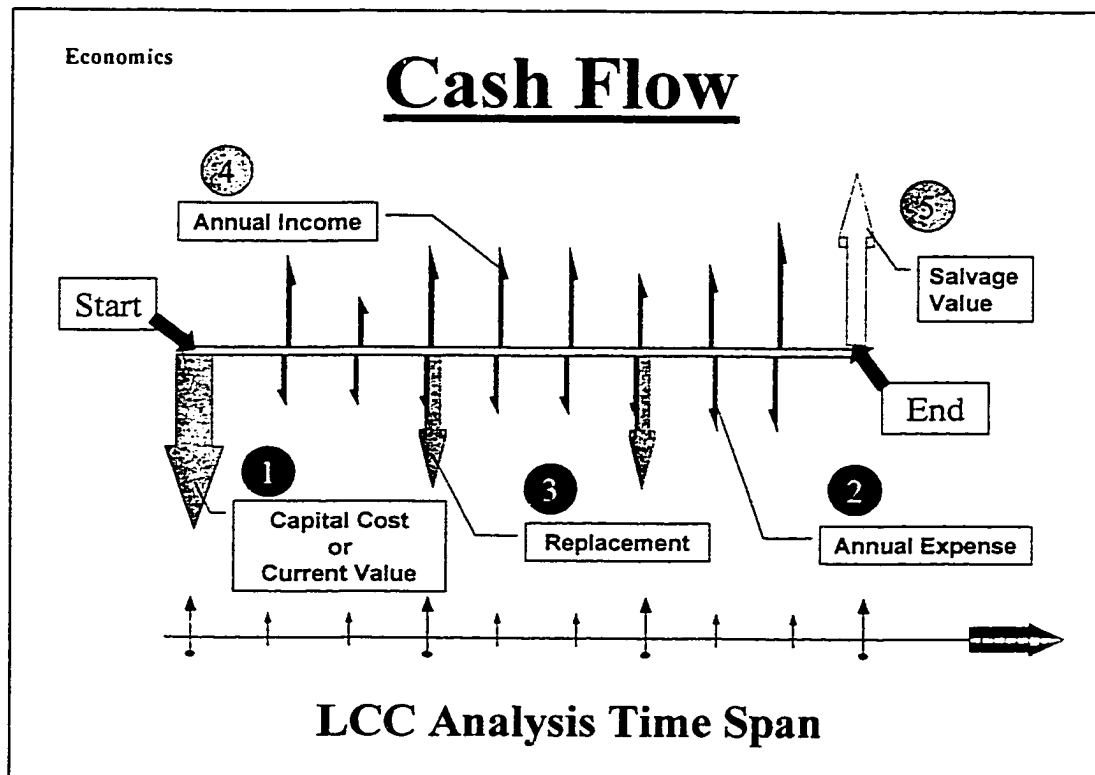 Economics
Cash Flow
4
Annual Income
5
Salvage
Value
Start
End
1
Capital Cost
or
Current Value
3
Replacement
2
Annual Expense
LCC Analysis Time Span